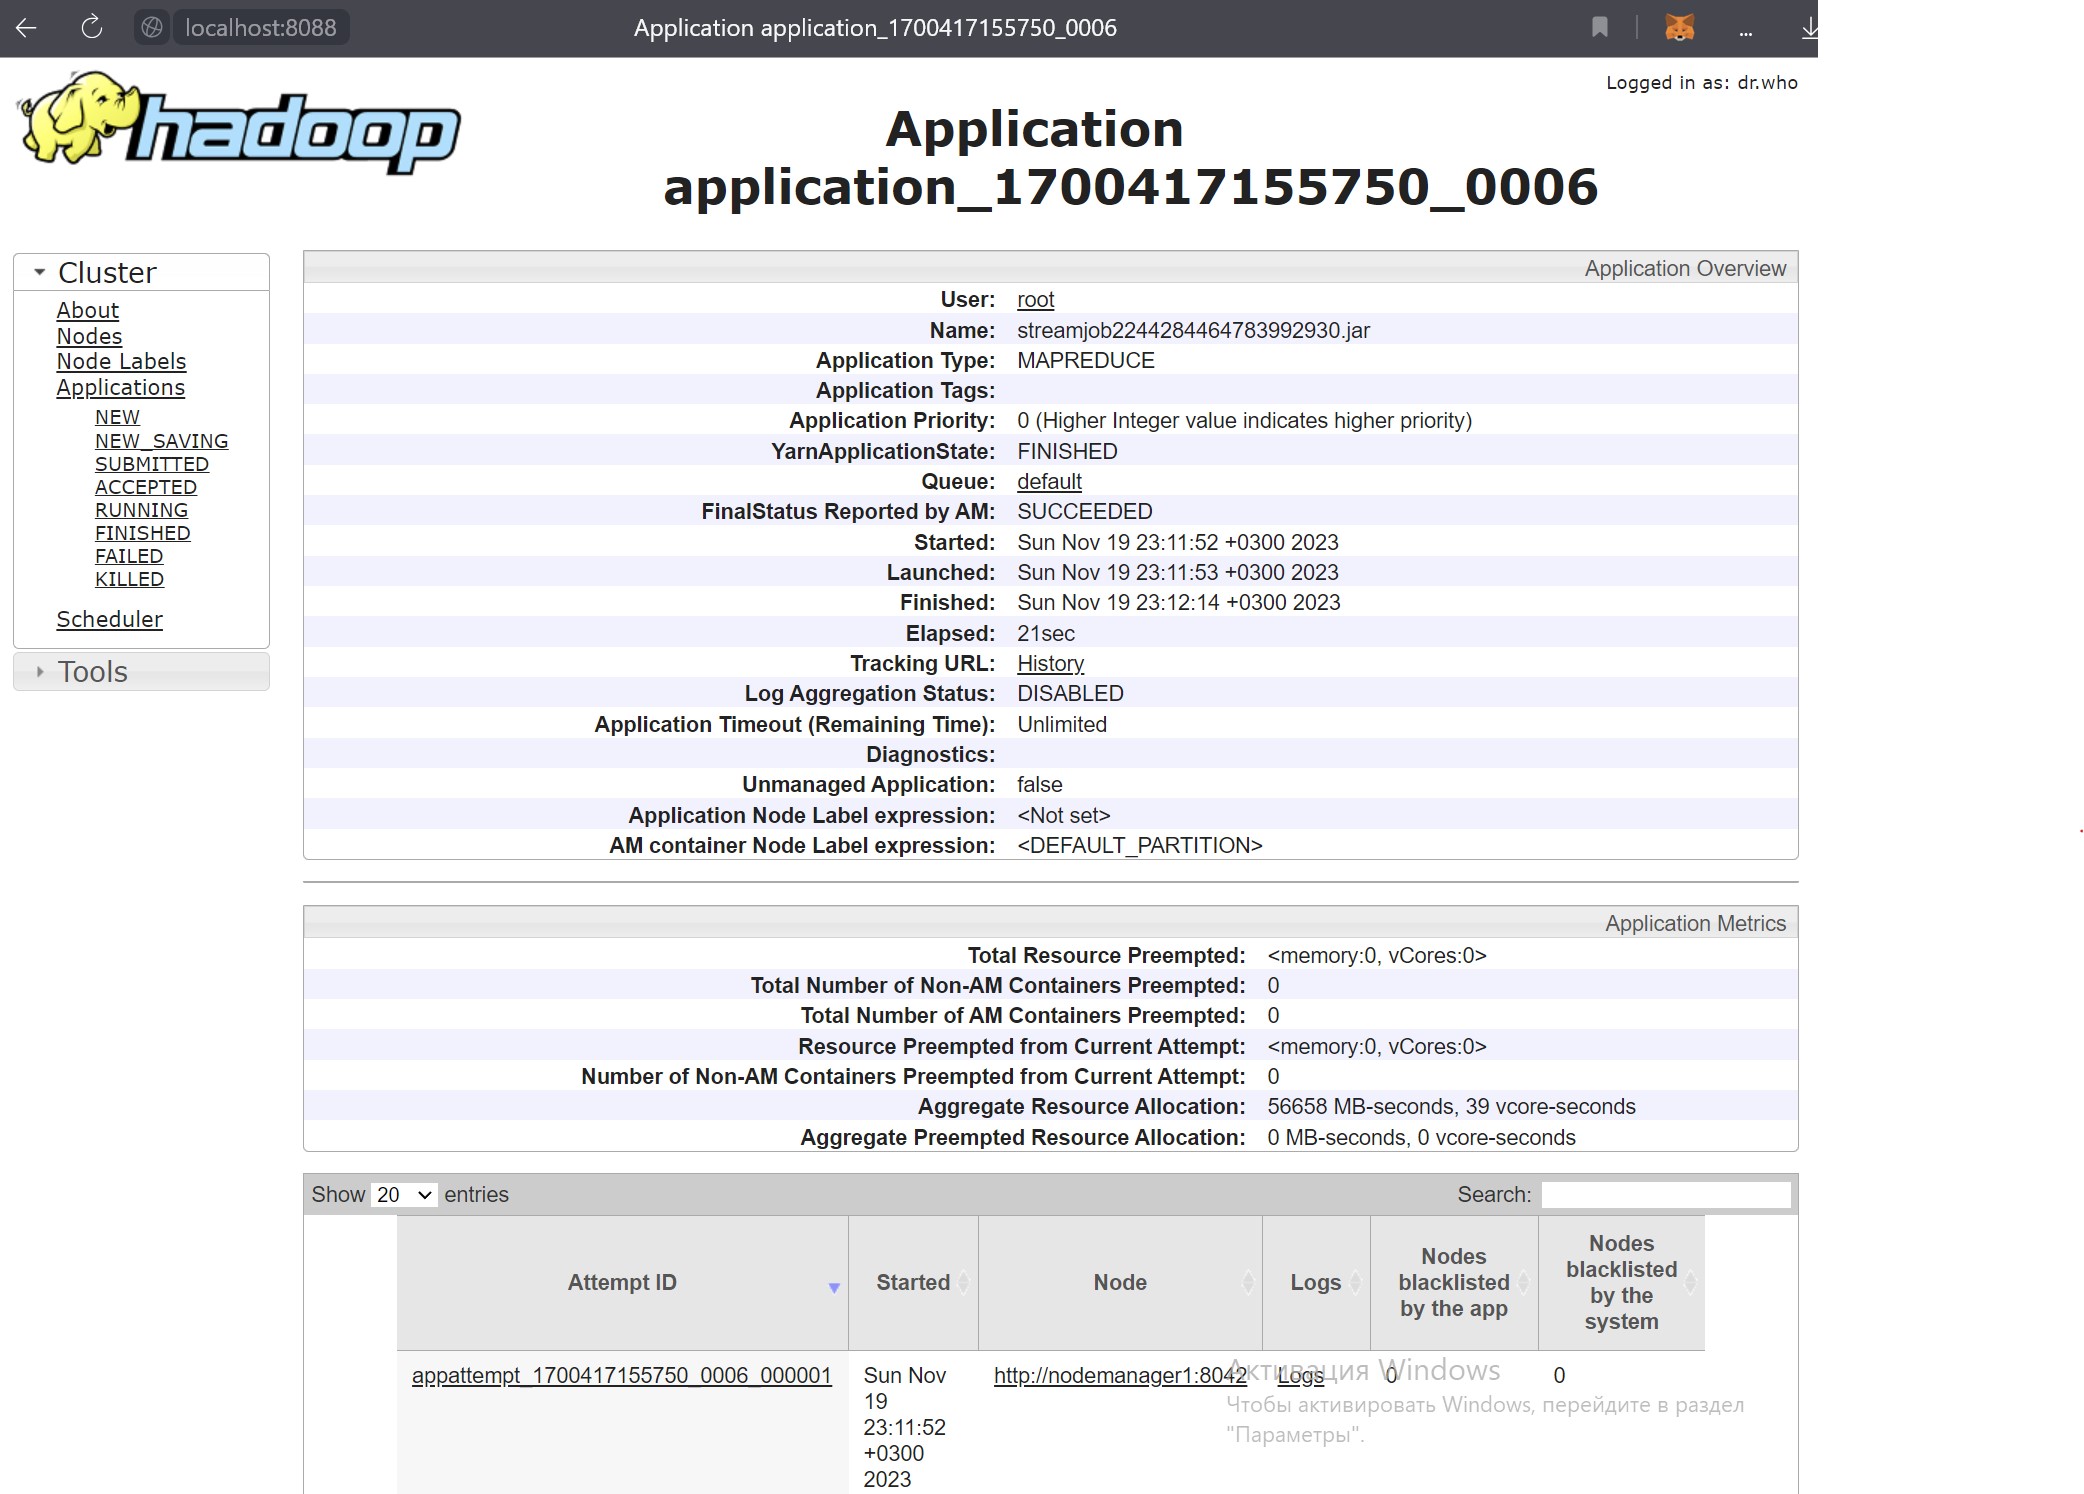 localhost:8088
Application application_1700417155750_0006
...
Logged in as: dr.who
hadoop
Application
application_1700417155750_0006
Cluster
About
Nodes
Node Labels
Applications
NEW
NEW_SAVING
SUBMITTED
ACCEPTED
RUNNING
FINISHED
FAILED
KILLED
Scheduler
Tools
Application Overview
User: root
Name: streamjob2244284464783992930.jar
Application Type: MAPREDUCE
Application Tags:
Application Priority: 0 (Higher Integer value indicates higher priority)
YarnApplicationState: FINISHED
Queue: default
FinalStatus Reported by AM: SUCCEEDED
Started: Sun Nov 19 23:11:52 +0300 2023
Launched: Sun Nov 19 23:11:53 +0300 2023
Finished: Sun Nov 19 23:12:14 +0300 2023
Elapsed: 21sec
Tracking URL: History
Log Aggregation Status: DISABLED
Application Timeout (Remaining Time): Unlimited
Diagnostics:
Unmanaged Application: false
Application Node Label expression: <Not set>
AM container Node Label expression: <DEFAULT_PARTITION>
Application Metrics
Total Resource Preempted: <memory:0, vCores:0>
Total Number of Non-AM Containers Preempted: 0
Total Number of AM Containers Preempted: 0
Resource Preempted from Current Attempt: <memory:0, vCores:0>
Number of Non-AM Containers Preempted from Current Attempt: 0
Aggregate Resource Allocation: 56658 MB-seconds, 39 vcore-seconds
Aggregate Preempted Resource Allocation: 0 MB-seconds, 0 vcore-seconds
Show 20 entries
Search:
Attempt ID
Started
Node
Logs
Nodes
blacklisted
by the app
Nodes
blacklisted
by the
system
appattempt_1700417155750_0006_000001
Sun Nov
19
23:11:52
+0300
2023
http://nodemanager1:8042
Logs
0
0
Активация Windows
Чтобы активировать Windows, перейдите в раздел
"Параметры".